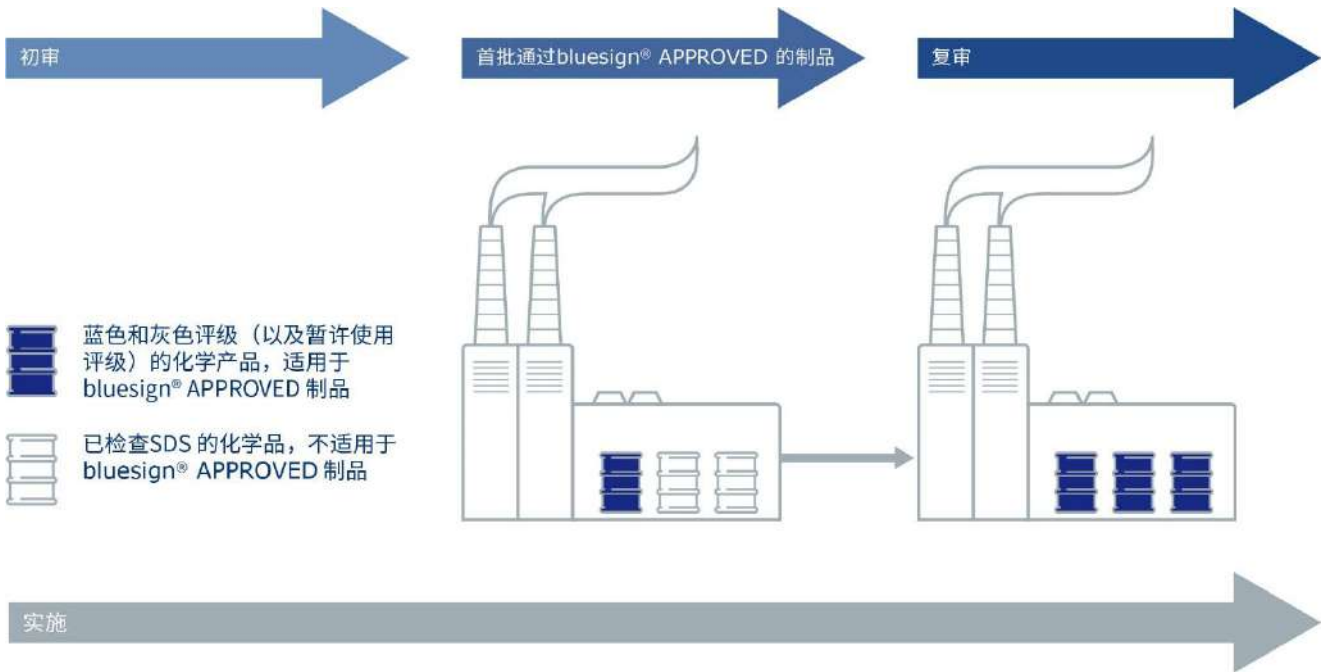 初审
首批通过bluesign® APPROVED 的制品
复审
蓝色和灰色评级（以及暂许使用
评级）的化学产品，适用于
bluesign® APPROVED 制品
已检查SDS 的化学品，不适用于
bluesign® APPROVED 制品
实施